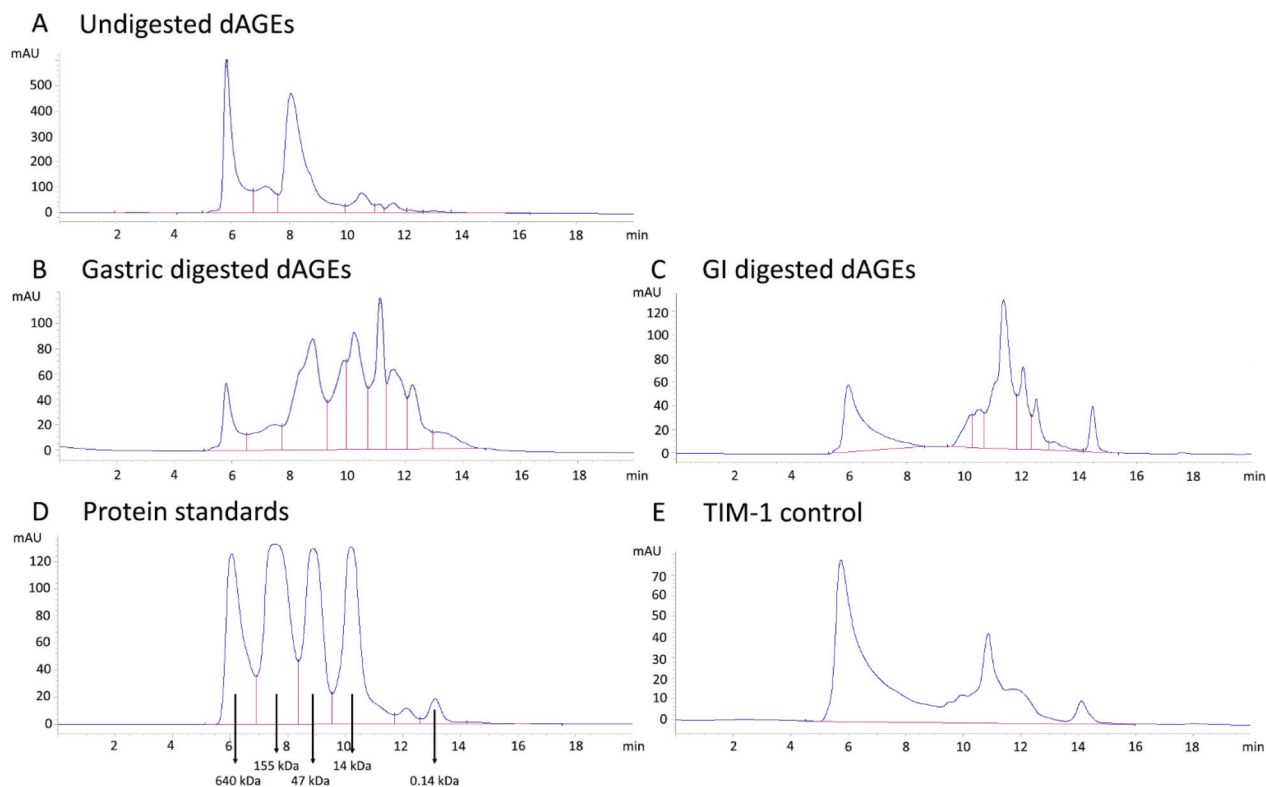 A Undigested dAGEs
mAU
500
400
300
200
100
0
2 4 6 8 10 12 14 16 18 min
B Gastric digested dAGEs
mAU
100
80
60
40
20
0
2 4 6 8 10 12 14 16 18 min
C GI digested dAGEs
mAU
120
100
80
60
40
20
0
2 4 6 8 10 12 14 16 18 min
D Protein standards
mAU
120
100
80
60
40
20
0
2 4 6 8 10 12 14 16 18 min
155 kDa 14 kDa
640 kDa 47 kDa 0.14 kDa
E TIM-1 control
mAU
70
60
50
40
30
20
10
0
2 4 6 8 10 12 14 16 18 min